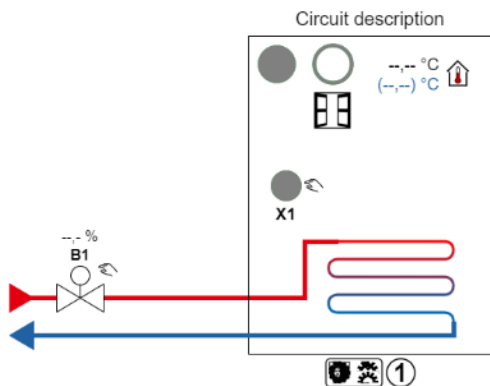 Circuit description
--,-- °C
(--,--) °C
X1
--,- %
B1
1